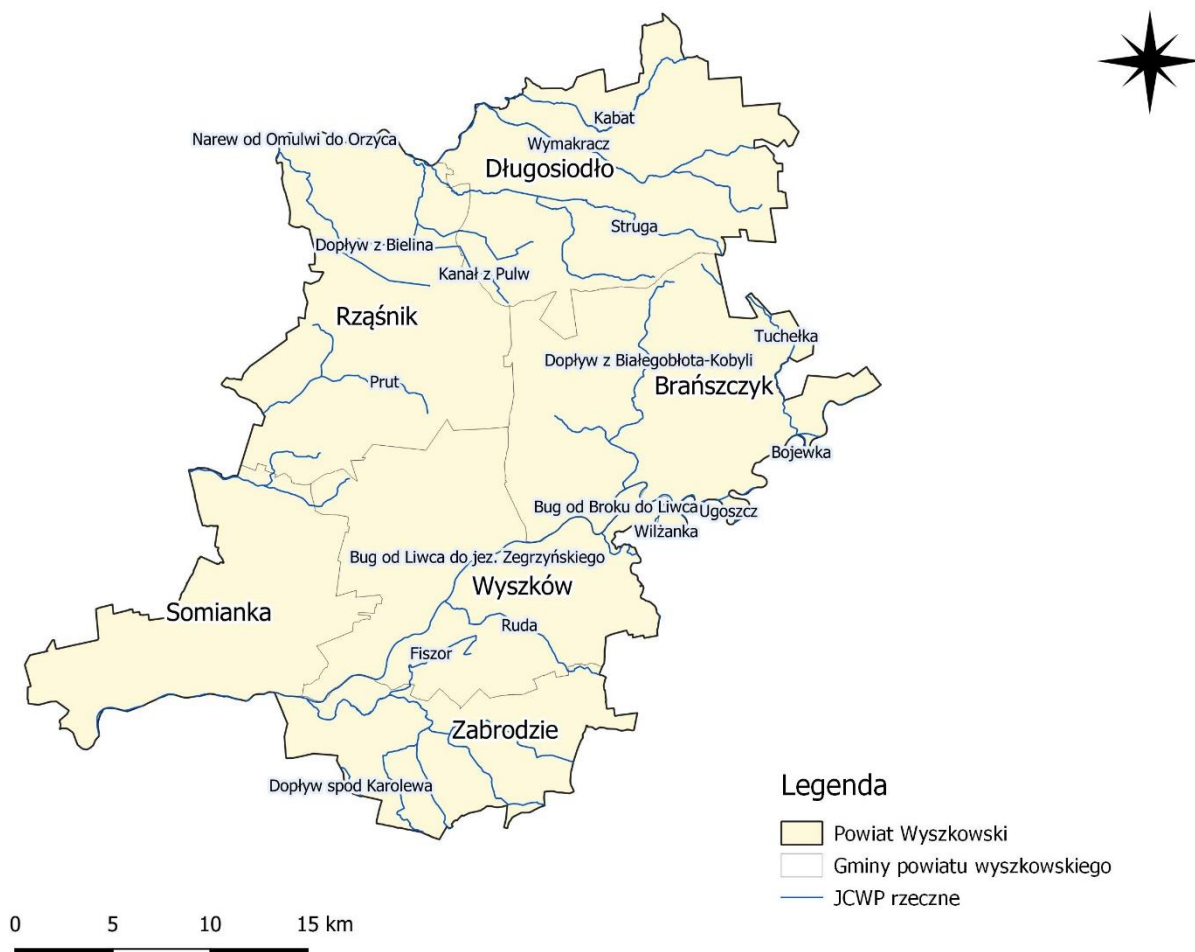 Kabat
Narew od Omulwi do Orzyca
Wymakracz
Długosiodło
Struga
Dopływ z Bielina
Kanał z Pulw
Rząśnik
Tuchełka
Dopływ z Białegobłota-Kobyli
Prut
Brańszczyk
Bojewka
Bug od Broku do Liwca
Ugoszcz
Wilżanka
Bug od Liwca do jez. Zegrzyńskiego
Wyszków
Somianka
Ruda
Fiszor
Zabrodzie
Dopływ spod Karolewa
Legenda
Powiat Wyszkowski
Gminy powiatu wyszkowskiego
JCWP rzeczne
0 5 10 15 km